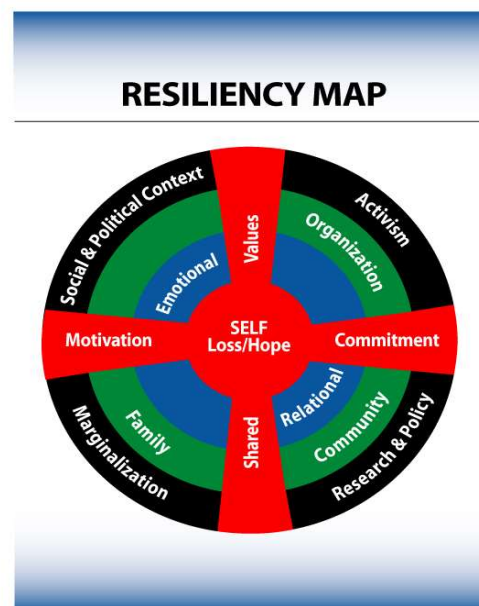 RESILIENCY MAP
Social & Political Context
Activism
Values
Organization
Emotional
Motivation
SELF
Loss/Hope
Commitment
Relational
Family
Shared
Community
Marginalization
Research & Policy